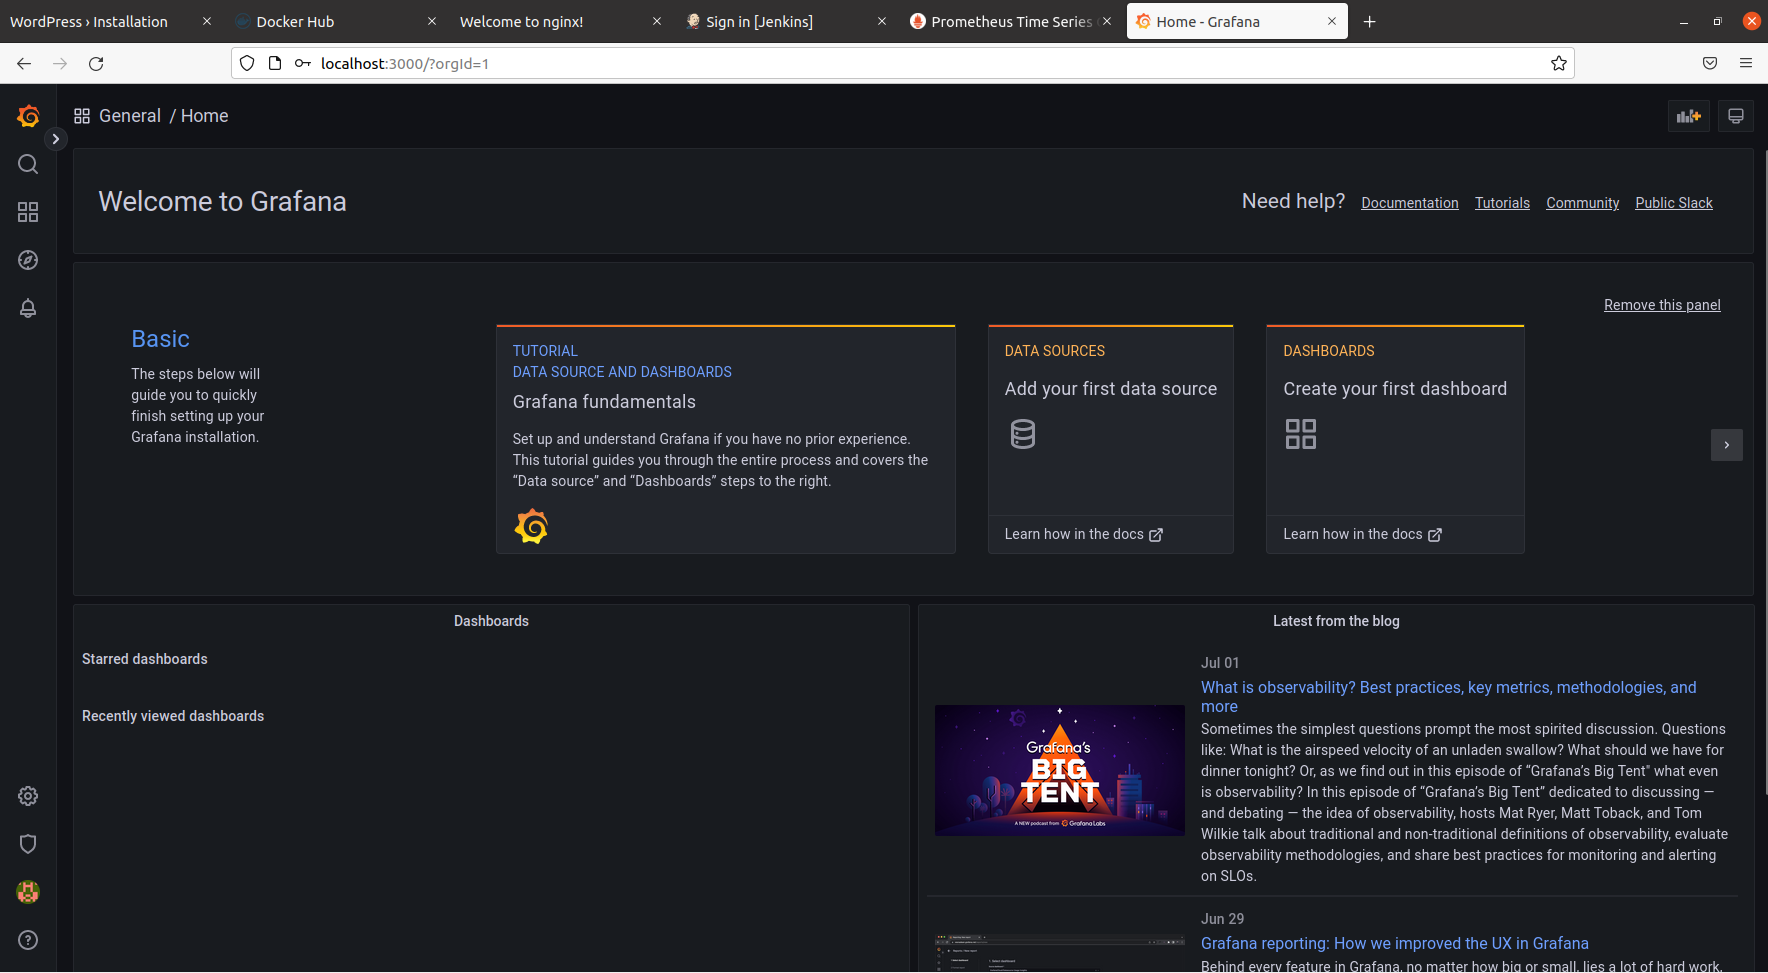 WordPress › Installation
Docker Hub
Welcome to nginx!
Sign in [Jenkins]
Prometheus Time Series
Home - Grafana
localhost:3000/?orgId=1
General / Home
Welcome to Grafana
Need help? Documentation Tutorials Community Public Slack
Remove this panel
Basic
The steps below will
guide you to quickly
finish setting up your
Grafana installation.
TUTORIAL
DATA SOURCE AND DASHBOARDS
Grafana fundamentals
Set up and understand Grafana if you have no prior experience.
This tutorial guides you through the entire process and covers the
“Data source” and “Dashboards” steps to the right.
DATA SOURCES
Add your first data source
Learn how in the docs
DASHBOARDS
Create your first dashboard
Learn how in the docs
Dashboards
Starred dashboards
Recently viewed dashboards
Latest from the blog
Grafana's
BIG
TENT
A NEW podcast from Grafana Labs
Jul 01
What is observability? Best practices, key metrics, methodologies, and
more
Sometimes the simplest questions prompt the most spirited discussion. Questions
like: What is the airspeed velocity of an unladen swallow? What should we have for
dinner tonight? Or, as we find out in this episode of “Grafana’s Big Tent” what even
is observability? In this episode of “Grafana’s Big Tent” dedicated to discussing —
and debating — the idea of observability, hosts Mat Ryer, Matt Toback, and Tom
Wilkie talk about traditional and non-traditional definitions of observability, evaluate
observability methodologies, and share best practices for monitoring and alerting
on SLOs.
Jun 29
Grafana reporting: How we improved the UX in Grafana
Behind every feature in Grafana, no matter how big or small, lies a lot of hard work,